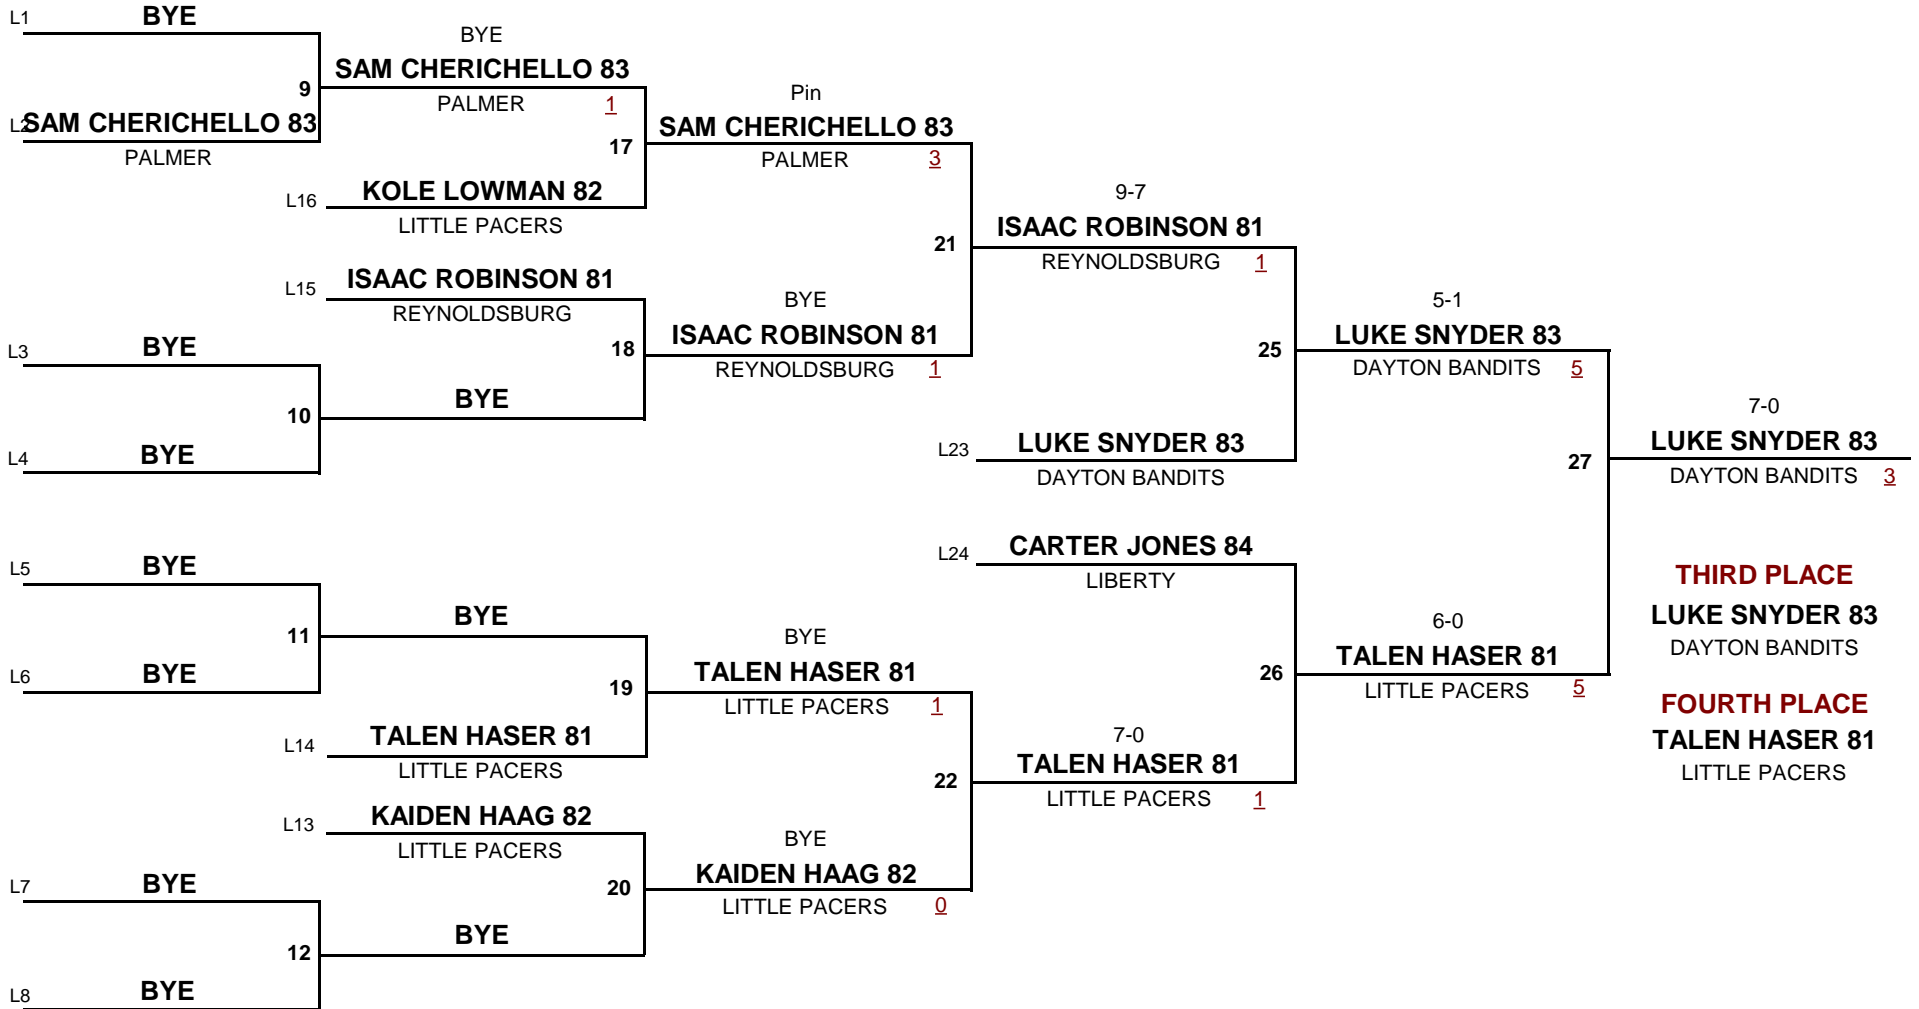 L1 BYE
BYE
SAM CHERICHELLO 83
9
PALMER 1
L2 SAM CHERICHELLO 83
PALMER
17
Pin
SAM CHERICHELLO 83
PALMER 3
L16 KOLE LOWMAN 82
LITTLE PACERS
21
9-7
ISAAC ROBINSON 81
REYNOLDSBURG 1
L15 ISAAC ROBINSON 81
REYNOLDSBURG
18
BYE
ISAAC ROBINSON 81
REYNOLDSBURG 1
L3 BYE
10
BYE
L4 BYE
25
5-1
LUKE SNYDER 83
DAYTON BANDITS 5
L23 LUKE SNYDER 83
DAYTON BANDITS
27
7-0
LUKE SNYDER 83
DAYTON BANDITS 3
L24 CARTER JONES 84
LIBERTY
L5 BYE
11
BYE
L6 BYE
19
BYE
TALEN HASER 81
LITTLE PACERS 1
L14 TALEN HASER 81
LITTLE PACERS
26
6-0
TALEN HASER 81
LITTLE PACERS 5
22
7-0
TALEN HASER 81
LITTLE PACERS 1
L13 KAIDEN HAAG 82
LITTLE PACERS
20
BYE
KAIDEN HAAG 82
LITTLE PACERS 0
L7 BYE
12
BYE
L8 BYE
THIRD PLACE
LUKE SNYDER 83
DAYTON BANDITS
FOURTH PLACE
TALEN HASER 81
LITTLE PACERS